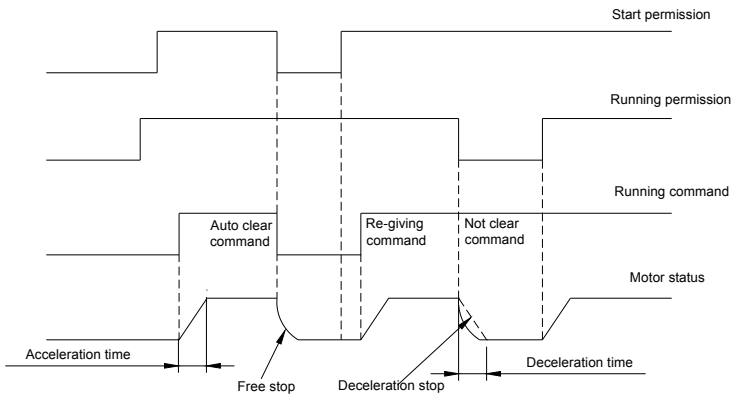 Start permission
Running permission
Running command
Auto clear
command
Re-giving
command
Not clear
command
Motor status
Acceleration time
Free stop
Deceleration stop
Deceleration time